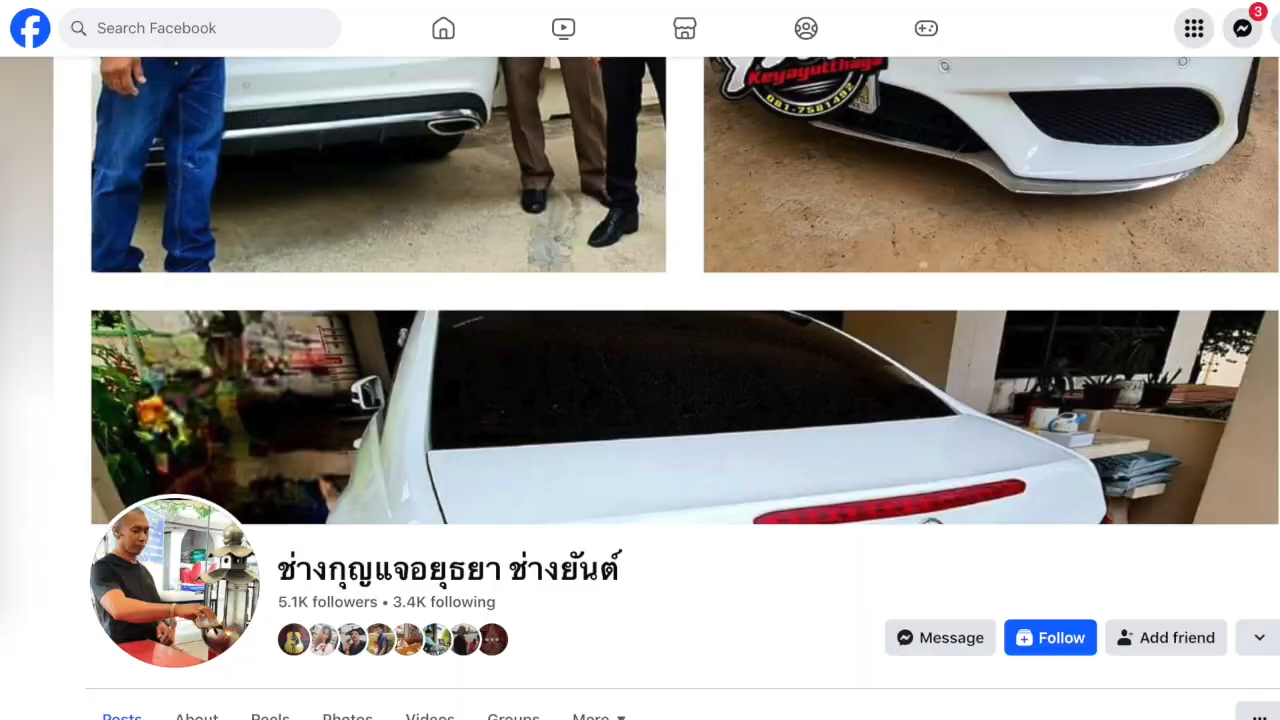 Search Facebook
3
Keyayutthaya
081-7581492
ช่างกุญแจอยุธยา ช่างยันต์
5.1K followers • 3.4K following
Message
Follow
Add friend
Posts
About
Reels
Photos
Videos
Groups
More